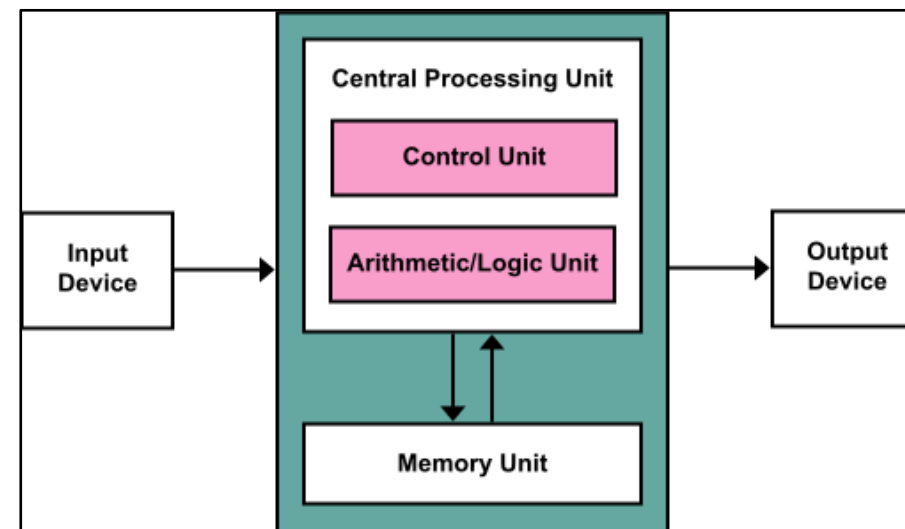 Central Processing Unit
Control Unit
Arithmetic/Logic Unit
Input
Device
Output
Device
Memory Unit